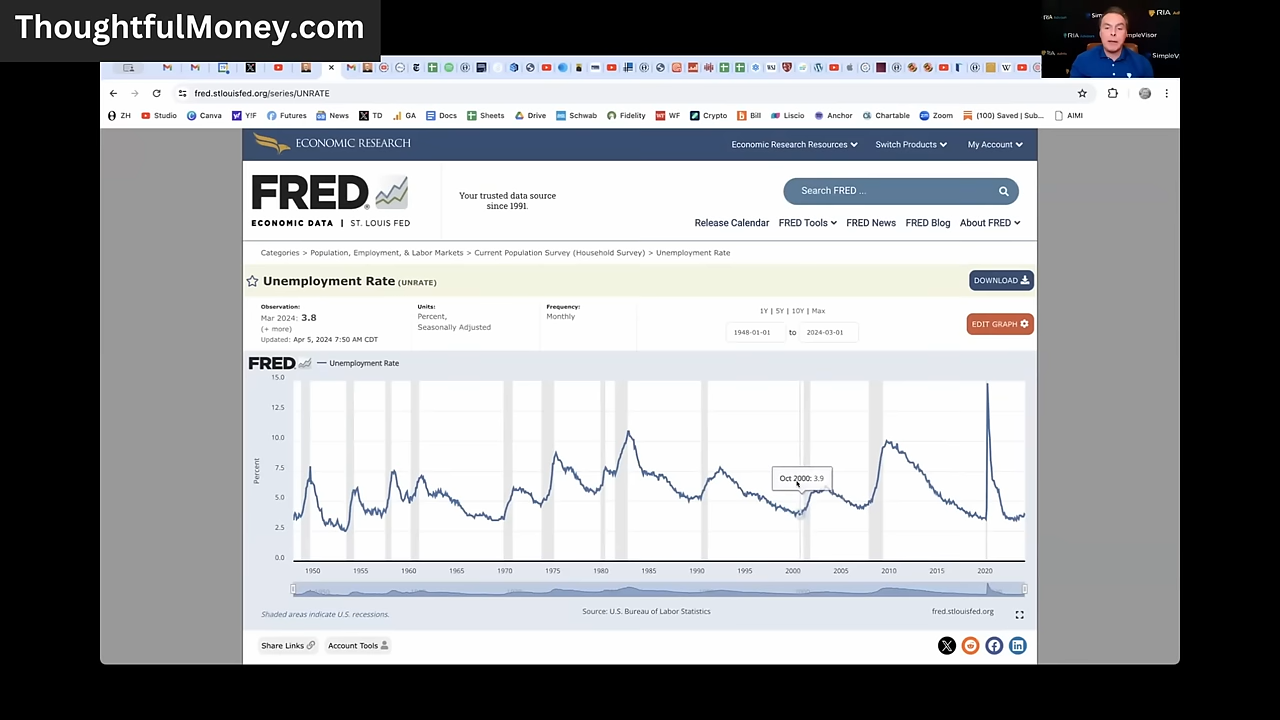 ThoughtfulMoney.com
RIA
RIA
SimpleVisor
SimpleV
fred.stlouisfed.org/series/UNRATE
ZH Studio Canva Y!F Futures News TD GA Docs Sheets Drive Schwab Fidelity WF Crypto Bill Liscio Anchor Chartable Zoom (100) Saved | Sub... AIMI
ECONOMIC RESEARCH
Economic Research Resources Switch Products My Account
FRED
ECONOMIC DATA | ST. LOUIS FED
Your trusted data source
since 1991.
Search FRED ...
Release Calendar FRED Tools FRED News FRED Blog About FRED
Categories > Population, Employment, & Labor Markets > Current Population Survey (Household Survey) > Unemployment Rate
Unemployment Rate (UNRATE)
DOWNLOAD
Observation:
Mar 2024: 3.8
(+ more)
Updated: Apr 5, 2024 7:50 AM CDT
Units:
Percent,
Seasonally Adjusted
Frequency:
Monthly
1Y | 5Y | 10Y | Max
1948-01-01 to 2024-03-01
EDIT GRAPH
FRED — Unemployment Rate
15.0
12.5
10.0
7.5
5.0
2.5
0.0
Percent
Oct 2000: 3.9
1950 1955 1960 1965 1970 1975 1980 1985 1990 1995 2000 2005 2010 2015 2020
Shaded areas indicate U.S. recessions.
Source: U.S. Bureau of Labor Statistics
fred.stlouisfed.org
Share Links Account Tools